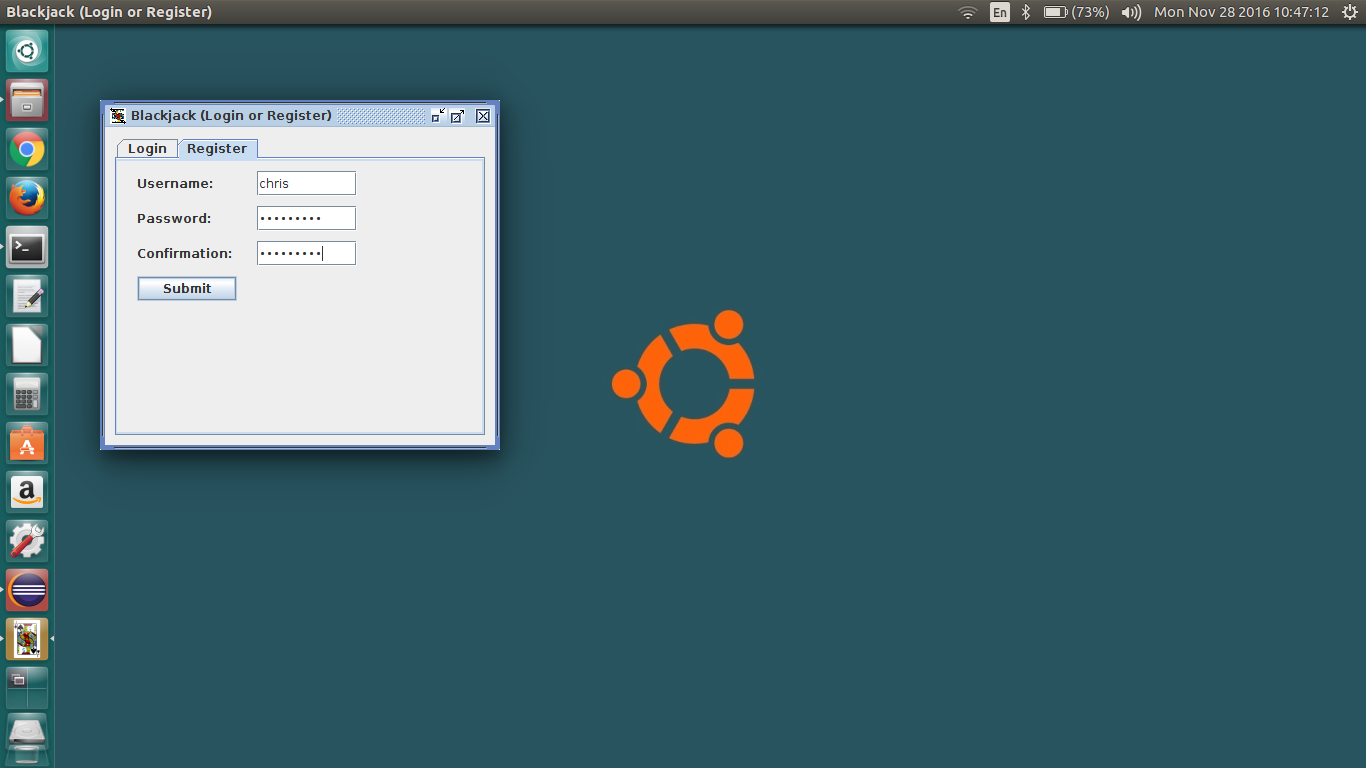 Blackjack (Login or Register)
En (73%) Mon Nov 28 2016 10:47:12
Blackjack (Login or Register)
Login Register
Username: chris
Password: •••••••••
Confirmation: •••••••••
Submit
A
a